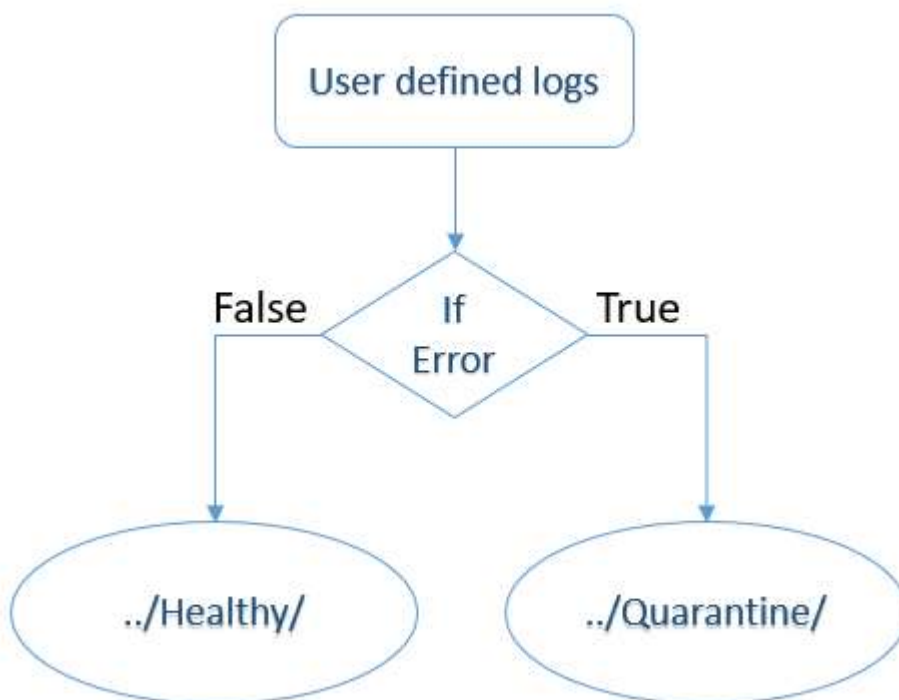 User defined logs
False
If
Error
True
../Healthy/
../Quarantine/